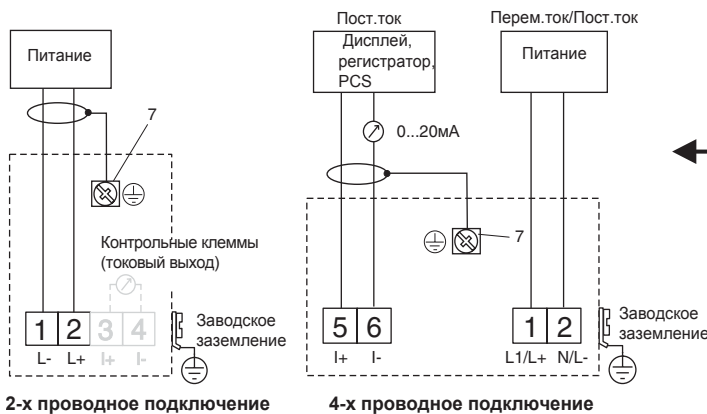 Питание
7
Контрольные клеммы
(токовый выход)
1 2 3 4
L- L+ I+ I-
Заводское
заземление
2-х проводное подключение
Пост.ток
Дисплей,
регистратор,
PCS
0...20мА
7
5 6
I+ I-
Перем.ток/Пост.ток
Питание
1 2
L1/L+ N/L-
Заводское
заземление
4-х проводное подключение